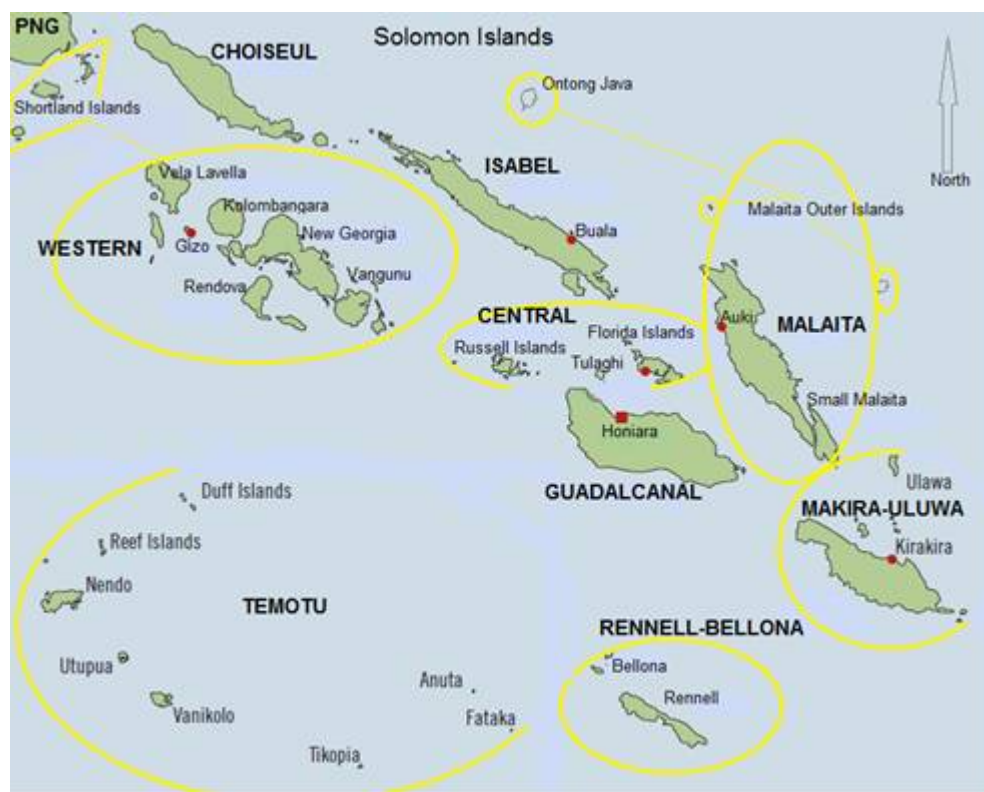 PNG
Solomon Islands
CHOISEUL
Ontong Java
Shortland Islands
ISABEL
North
Vela Lavella
Kolombangara
Malaita Outer Islands
New Georgia
Buala
WESTERN
Gizo
Vangunu
Rendova
CENTRAL
Auki
MALAITA
Florida Islands
Russell Islands
Tulaghi
Small Malaita
Honiara
GUADALCANAL
Ulawa
Duff Islands
MAKIRA-ULUWA
Reef Islands
Kirakira
Nendo
TEMOTU
RENNELL-BELLONA
Utupua
Bellona
Anuta
Rennell
Vanikolo
Fataka
Tikopia